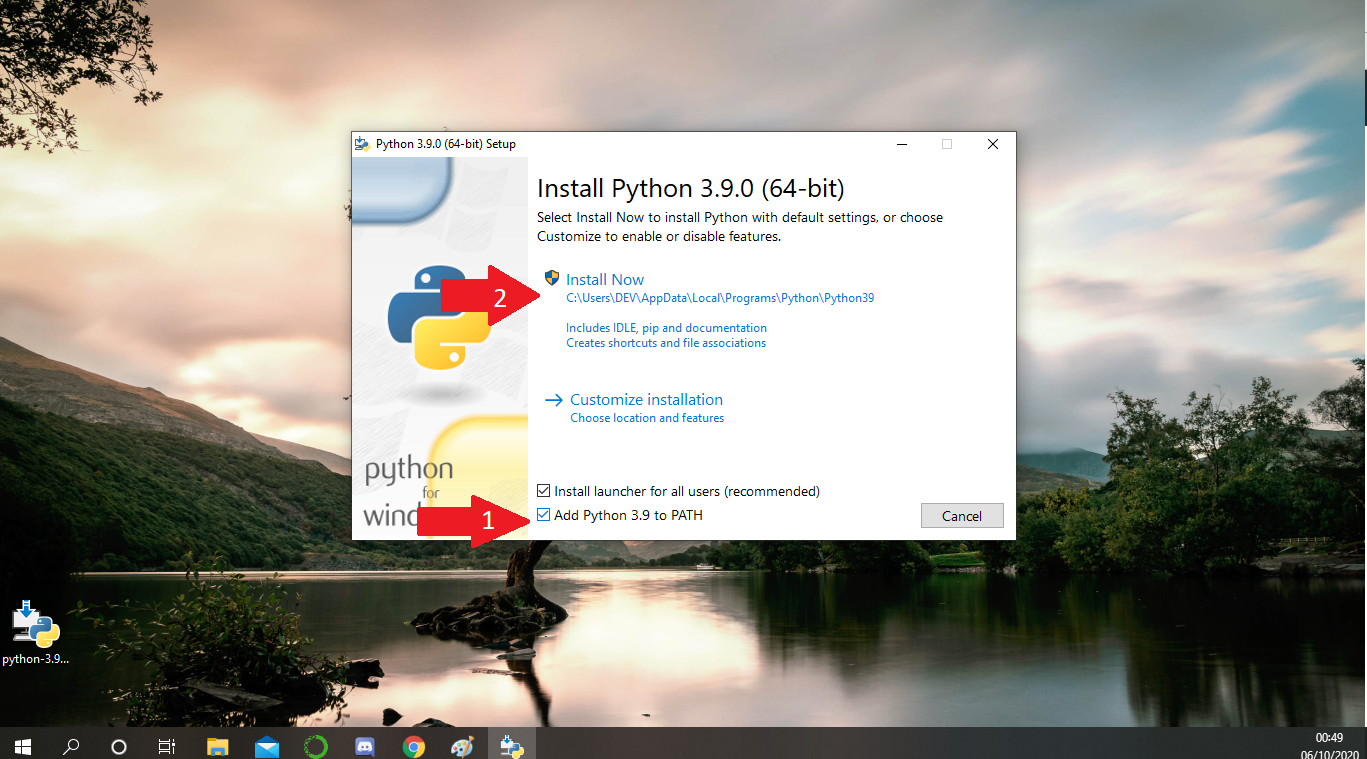 Python 3.9.0 (64-bit) Setup
Install Python 3.9.0 (64-bit)
Select Install Now to install Python with default settings, or choose
Customize to enable or disable features.
2
Install Now
C:\Users\DEV\AppData\Local\Programs\Python\Python39
Includes IDLE, pip and documentation
Creates shortcuts and file associations
Customize installation
Choose location and features
python
for
wind
Install launcher for all users (recommended)
1
Add Python 3.9 to PATH
Cancel
python-3.9...
00:49
06/10/2020